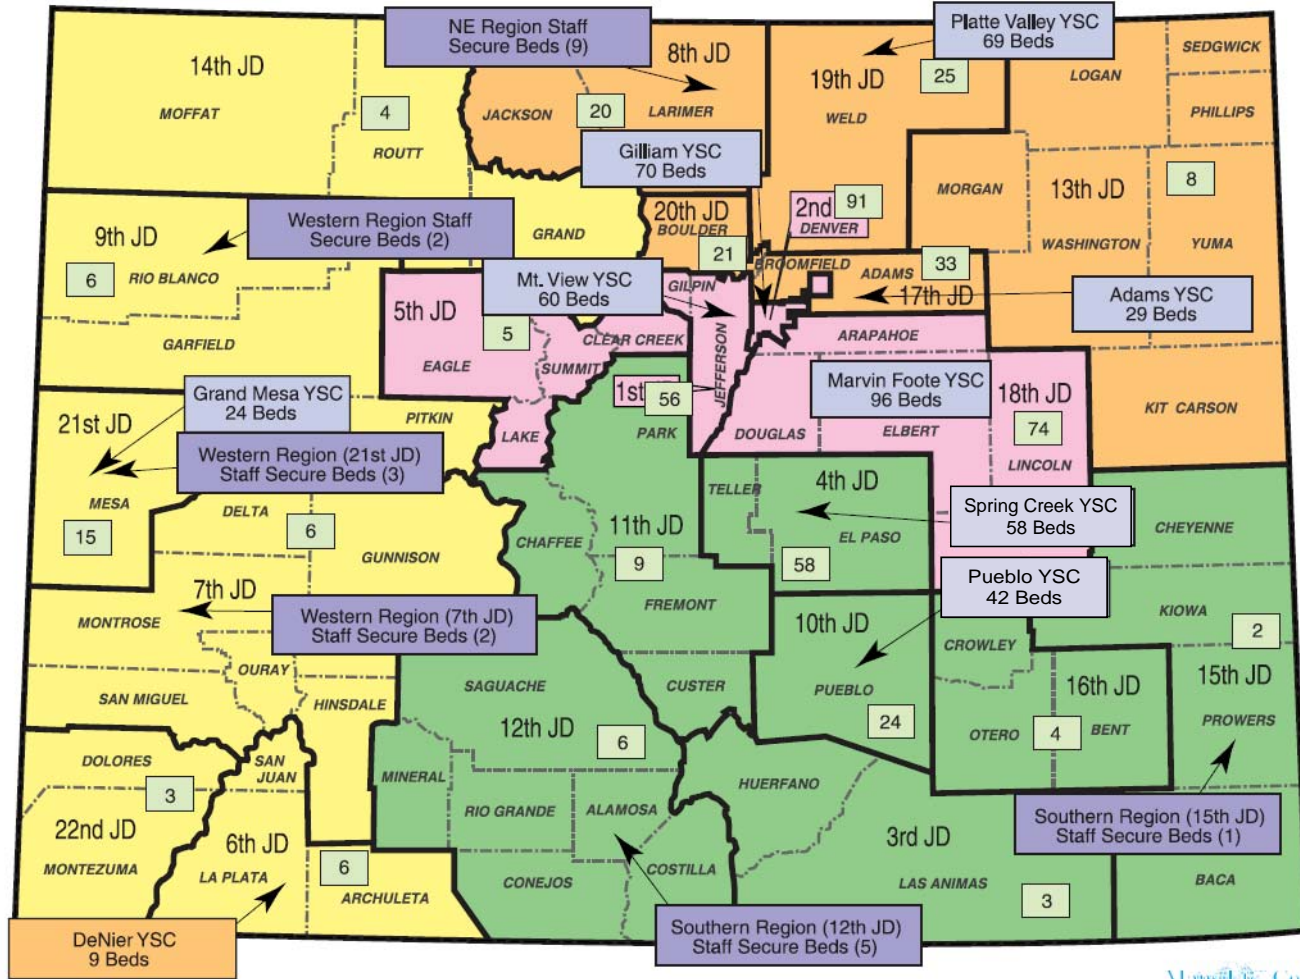 NE Region Staff
Secure Beds (9)
Platte Valley YSC
69 Beds
14th JD
MOFFAT
4
ROUTT
8th JD
JACKSON
20
LARIMER
19th JD
25
WELD
LOGAN
SEDGWICK
PHILLIPS
Gilliam YSC
70 Beds
MORGAN
13th JD
8
WASHINGTON
YUMA
Western Region Staff
Secure Beds (2)
9th JD
6
RIO BLANCO
GARFIELD
GRAND
20th JD
BOULDER
21
2nd
91
DENVER
BROOMFIELD
ADAMS
33
17th JD
Adams YSC
29 Beds
Mt. View YSC
60 Beds
GILPIN
5th JD
5
EAGLE
SUMMIT
CLEAR CREEK
JEFFERSON
1st
56
ARAPAHOE
Marvin Foote YSC
96 Beds
18th JD
74
DOUGLAS
ELBERT
LINCOLN
KIT CARSON
Grand Mesa YSC
24 Beds
21st JD
PITKIN
LAKE
PARK
Western Region (21st JD)
Staff Secure Beds (3)
MESA
15
DELTA
6
GUNNISON
CHAFFEE
11th JD
9
FREMONT
TELLER
4th JD
EL PASO
58
Spring Creek YSC
58 Beds
CHEYENNE
Pueblo YSC
42 Beds
KIOWA
2
7th JD
MONTROSE
Western Region (7th JD)
Staff Secure Beds (2)
OURAY
SAN MIGUEL
HINSDALE
SAGUACHE
CUSTER
10th JD
PUEBLO
24
CROWLEY
16th JD
OTERO
4
BENT
15th JD
PROWERS
12th JD
6
DOLORES
3
SAN
JUAN
MINERAL
RIO GRANDE
ALAMOSA
HUERFANO
22nd JD
MONTEZUMA
6th JD
LA PLATA
6
ARCHULETA
CONEJOS
COSTILLA
3rd JD
LAS ANIMAS
3
Southern Region (15th JD)
Staff Secure Beds (1)
BACA
DeNier YSC
9 Beds
Southern Region (12th JD)
Staff Secure Beds (5)